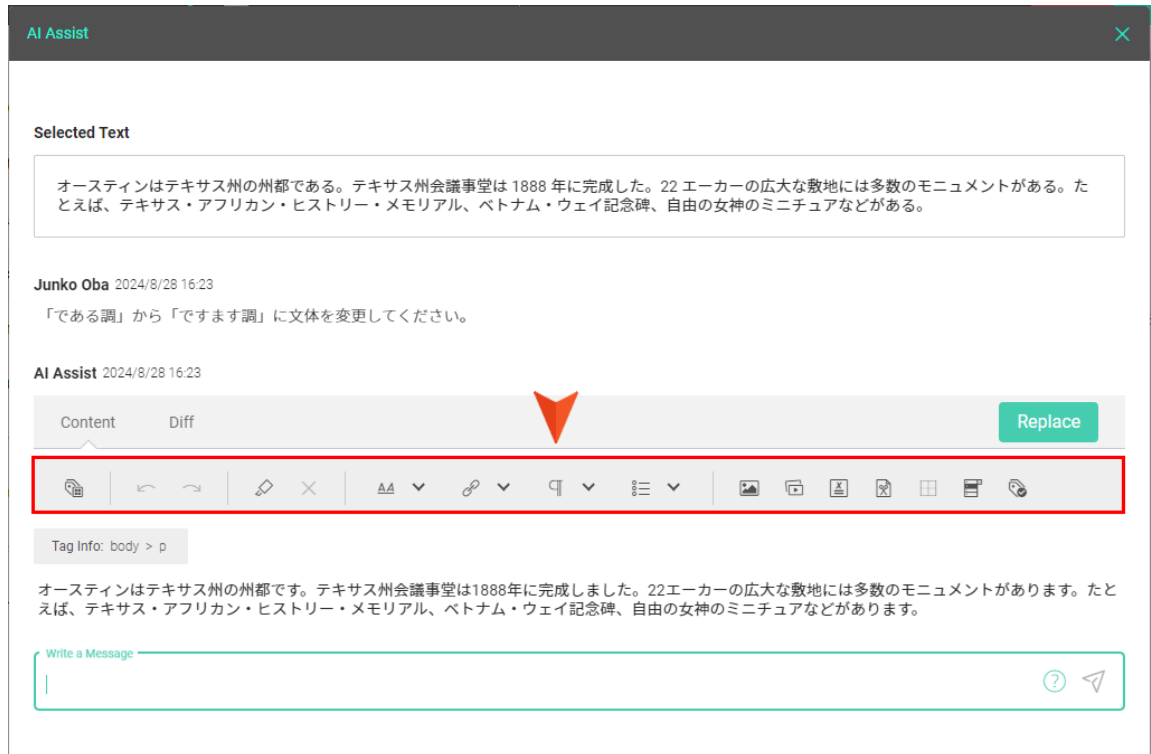 AI Assist
Selected Text
オースティンはテキサス州の州都である。テキサス州会議事堂は 1888 年に完成した。22 エーカーの広大な敷地には多数のモニュメントがある。た
とえば、テキサス・アフリカン・ヒストリー・メモリアル、ベトナム・ウェイ記念碑、自由の女神のミニチュアなどがある。
Junko Oba 2024/8/28 16:23
「である調」から「ですます調」に文体を変更してください。
AI Assist 2024/8/28 16:23
Content Diff Replace
AA
Tag Info: body > p
オースティンはテキサス州の州都です。テキサス州会議事堂は1888年に完成しました。22エーカーの広大な敷地には多数のモニュメントがあります。たと
えば、テキサス・アフリカン・ヒストリー・メモリアル、ベトナム・ウェイ記念碑、自由の女神のミニチュアなどがあります。
Write a Message